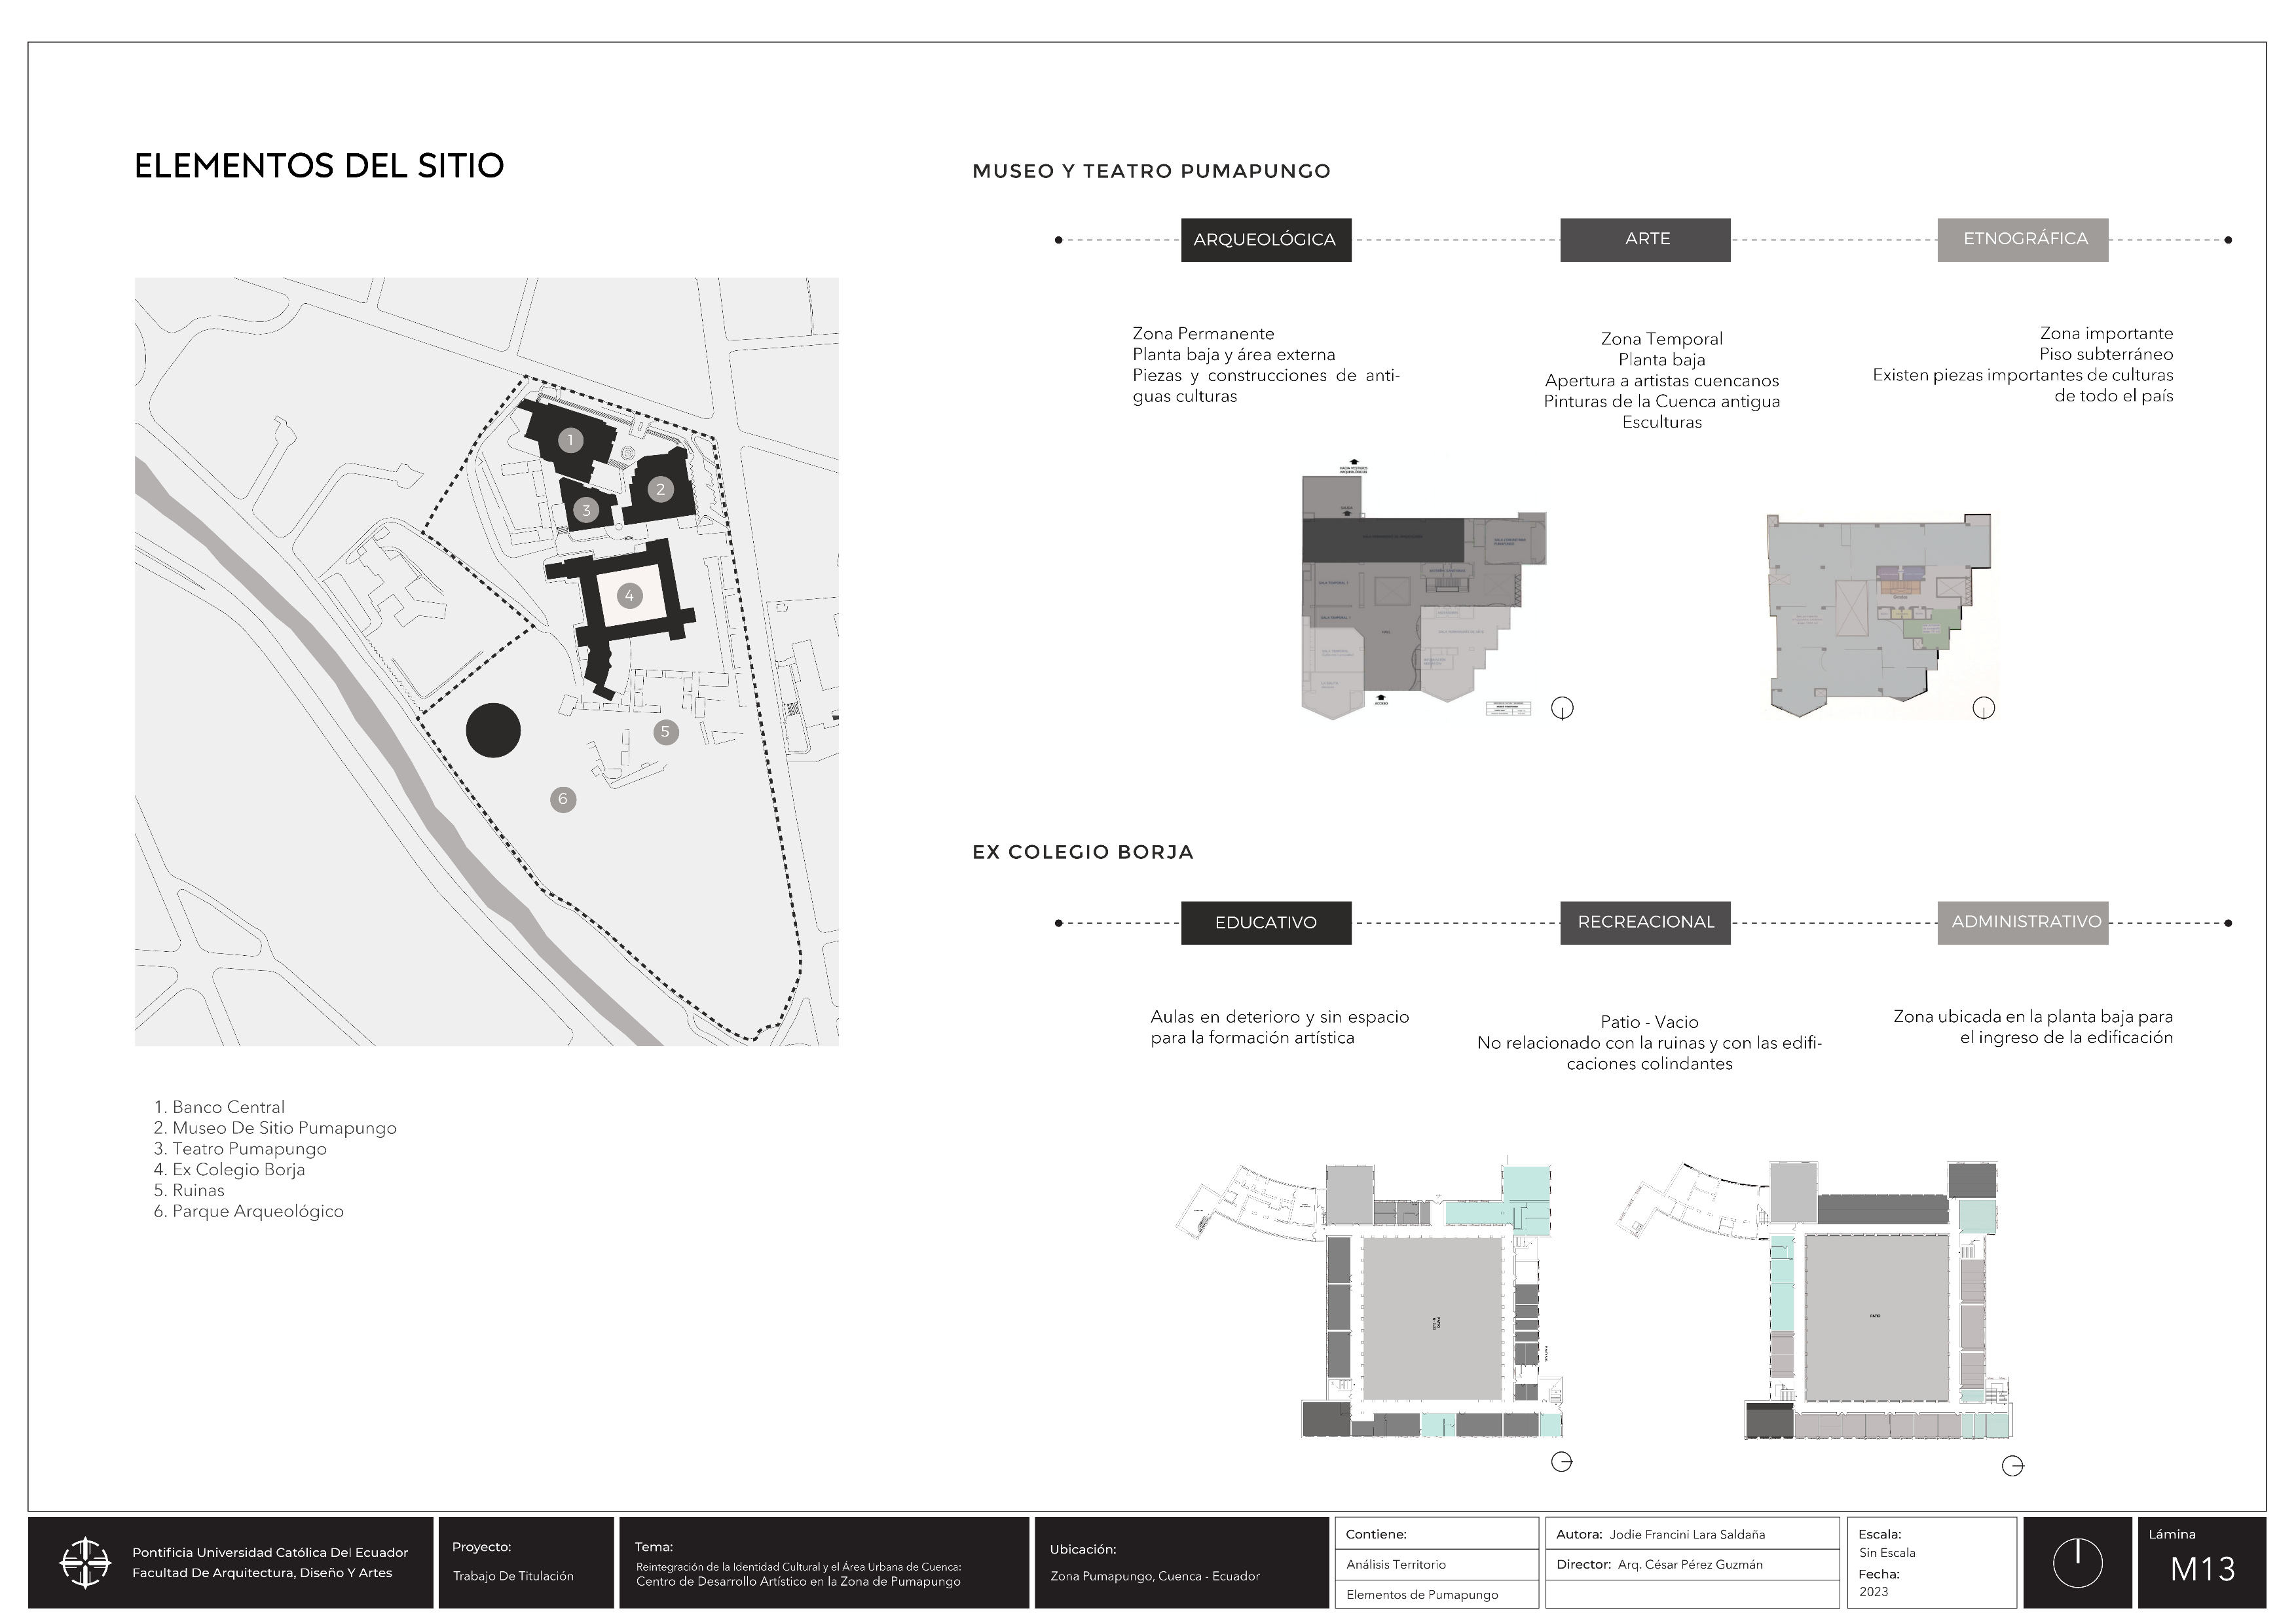 ELEMENTOS DEL SITIO
1
2
3
4
5
6
1. Banco Central
2. Museo De Sitio Pumapungo
3. Teatro Pumapungo
4. Ex Colegio Borja
5. Ruinas
6. Parque Arqueológico
MUSEO Y TEATRO PUMAPUNGO
ARQUEOLÓGICA
ARTE
ETNOGRÁFICA
Zona Permanente
Planta baja y área externa
Piezas y construcciones de anti-
guas culturas
Zona Temporal
Planta baja
Apertura a artistas cuencanos
Pinturas de la Cuenca antigua
Esculturas
Zona importante
Piso subterráneo
Existen piezas importantes de culturas
de todo el país
ACCESO
EX COLEGIO BORJA
EDUCATIVO
RECREACIONAL
ADMINISTRATIVO
Aulas en deterioro y sin espacio
para la formación artística
Patio - Vacio
No relacionado con la ruinas y con las edifi-
caciones colindantes
Zona ubicada en la planta baja para
el ingreso de la edificación
Pontificia Universidad Católica Del Ecuador
Facultad De Arquitectura, Diseño Y Artes
Proyecto:
Trabajo De Titulación
Tema:
Reintegración de la Identidad Cultural y el Área Urbana de Cuenca:
Centro de Desarrollo Artístico en la Zona de Pumapungo
Ubicación:
Zona Pumapungo, Cuenca - Ecuador
Contiene:
Análisis Territorio
Elementos de Pumapungo
Autora: Jodie Francini Lara Saldaña
Director: Arq. César Pérez Guzmán
Escala:
Sin Escala
Fecha:
2023
Lámina
M13